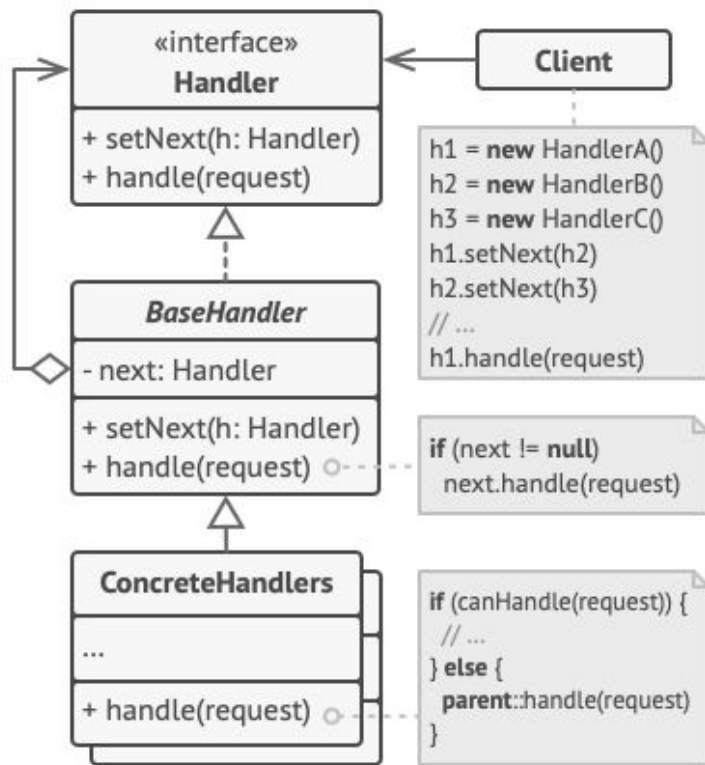 «interface»
Handler
+ setNext(h: Handler)
+ handle(request)
Client
h1 = new HandlerA()
h2 = new HandlerB()
h3 = new HandlerC()
h1.setNext(h2)
h2.setNext(h3)
// ...
h1.handle(request)
BaseHandler
- next: Handler
+ setNext(h: Handler)
+ handle(request)
if (next != null)
next.handle(request)
ConcreteHandlers
...
+ handle(request)
if (canHandle(request)) {
// ...
} else {
parent::handle(request)
}